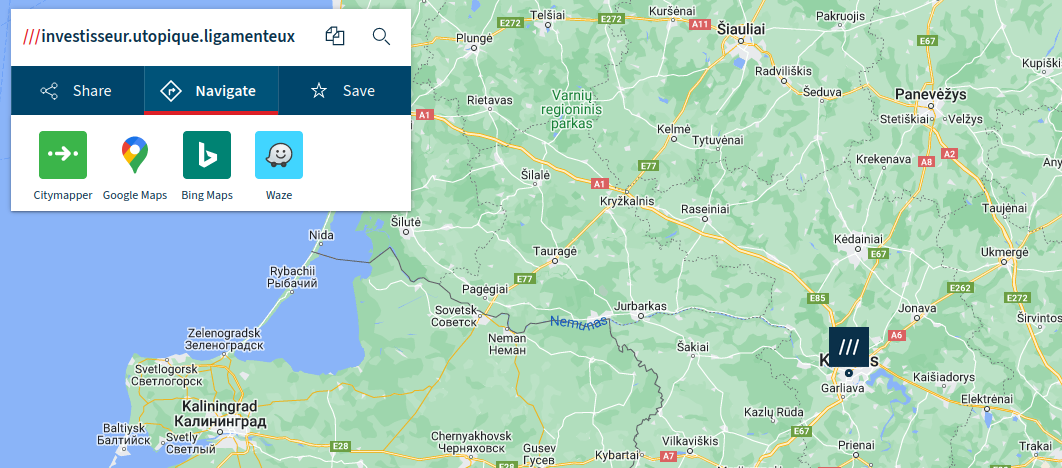 ///investisseur.utopique.ligamenteux
Share
Navigate
Save
Citymapper
Google Maps
Bing Maps
Waze
Telšiai
E272
E272
Kuršėnai
A11
Šiauliai
Pakruojis
E67
Plungė
Radviliškis
Kupiški
Rietavas
Varnių
regioninis
parkas
Šeduva
Panevėžys
Stetiškiai
Velžys
A1
Kelmė
Tytuvėnai
Krekenava
A2
A8
Any
E77
Šilalė
A1
Kryžkalnis
Raseiniai
Taujėnai
Šilutė
Nida
Kėdainiai
E67
Ukmergė
Tauragė
Rybachii
Рыбачий
E77
Pagėgiai
E262
E272
E85
Sovetsk
Советск
Nemunas
Jurbarkas
Jonava
Širvintos
Zelenogradsk
Зеленоградск
Neman
Неман
Šakiai
A6
///
K
s
Svetlogorsk
Светлогорск
Garliava
Kaišiadorys
Kaliningrad
Калининград
Kazlų Rūda
Elektrėnai
Baltiysk
Балтийск
Svetly
Светлый
E28
Chernyakhovsk
Черняховск
E67
Vilkaviškis
Prienai
Trakai
Gusev
Гусев
Kybartai
A7
E28